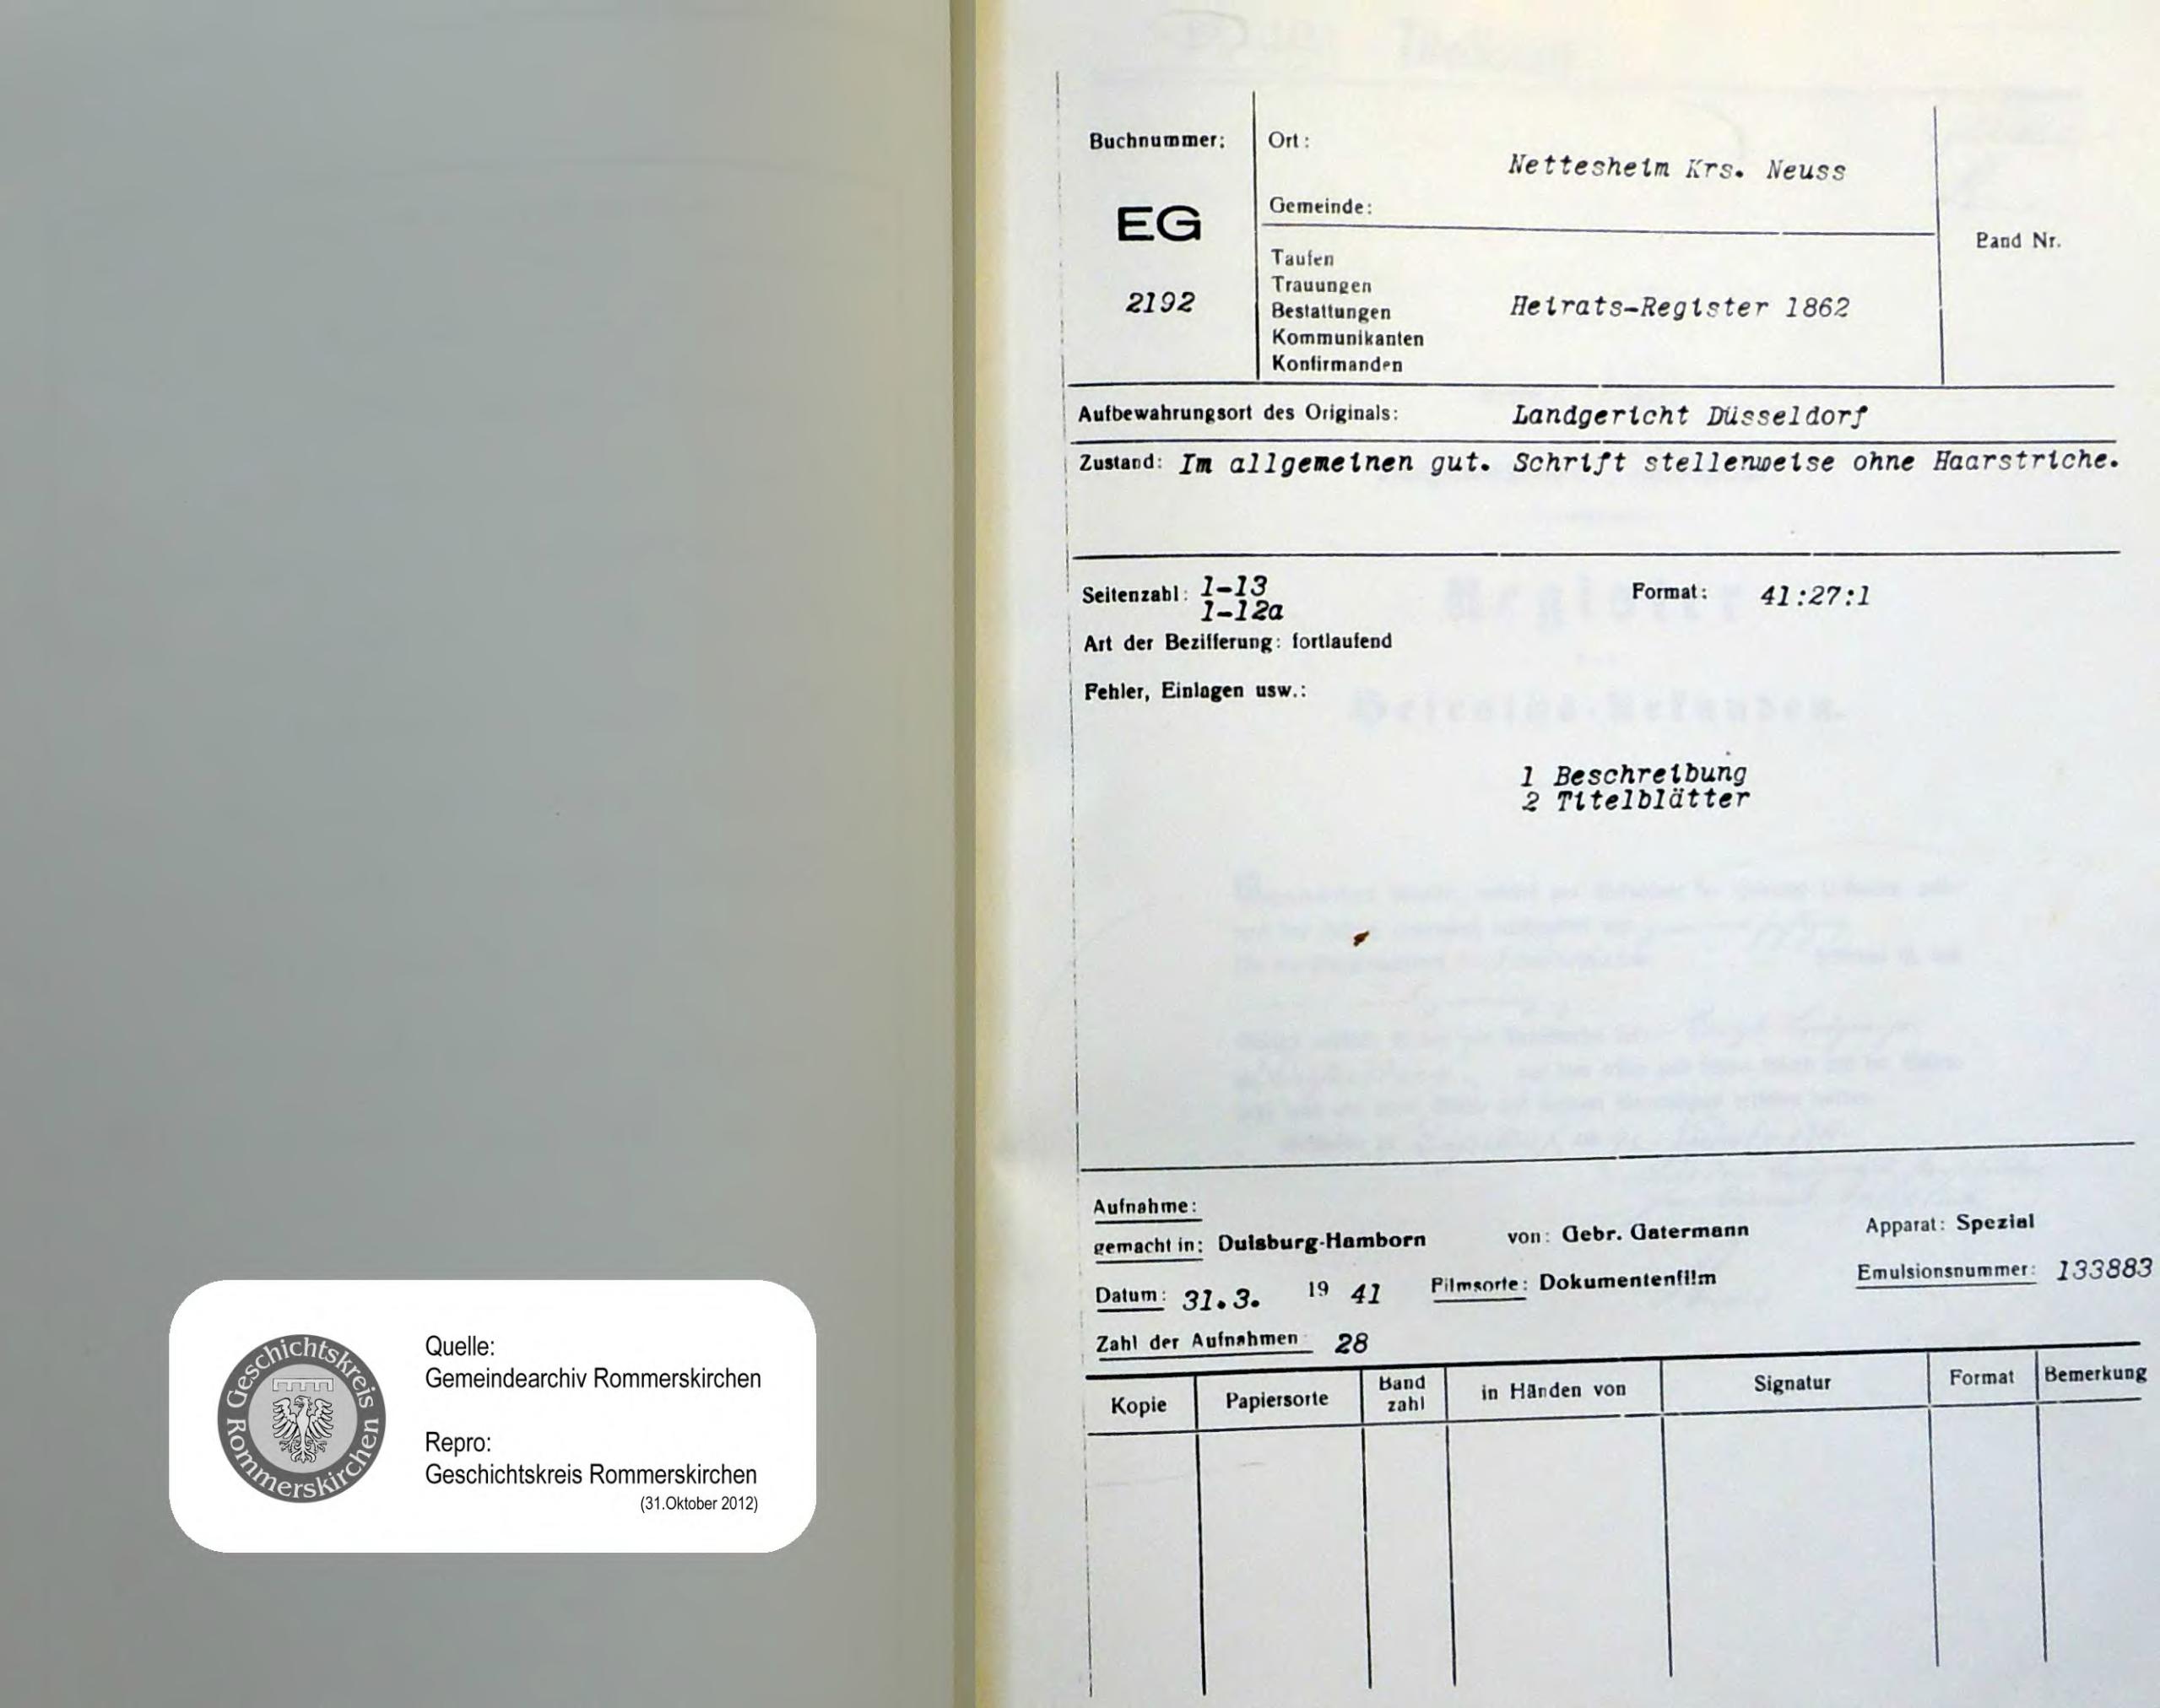 Buchnummer:
EG
2192
Ort:
Nettesheim Krs. Neuss
Gemeinde:
Taufen
Trauungen
Bestattungen
Kommunikanten
Konfirmanden
Heirats-Register 1862
Band Nr.
Aufbewahrungsort des Originals: Landgericht Düsseldorf
Zustand: Im allgemeinen gut. Schrift stellenweise ohne Haarstriche.
Seitenzahl: 1-13
1-12a
Format: 41:27:1
Art der Bezifferung: fortlaufend
Fehler, Einlagen usw.:
1 Beschreibung
2 Titelblätter
Aufnahme:
gemacht in: Duisburg-Hamborn von: Gebr. Gatermann Apparat: Spezial
Datum: 31.3. 19 41 Filmsorte: Dokumentenfilm Emulsionsnummer: 133883
Zahl der Aufnahmen: 28
Kopie Papiersorte Band zahl in Händen von Signatur Format Bemerkung
Geschichtskreis Rommerskirchen
Quelle:
Gemeindearchiv Rommerskirchen
Repro:
Geschichtskreis Rommerskirchen
(31.Oktober 2012)